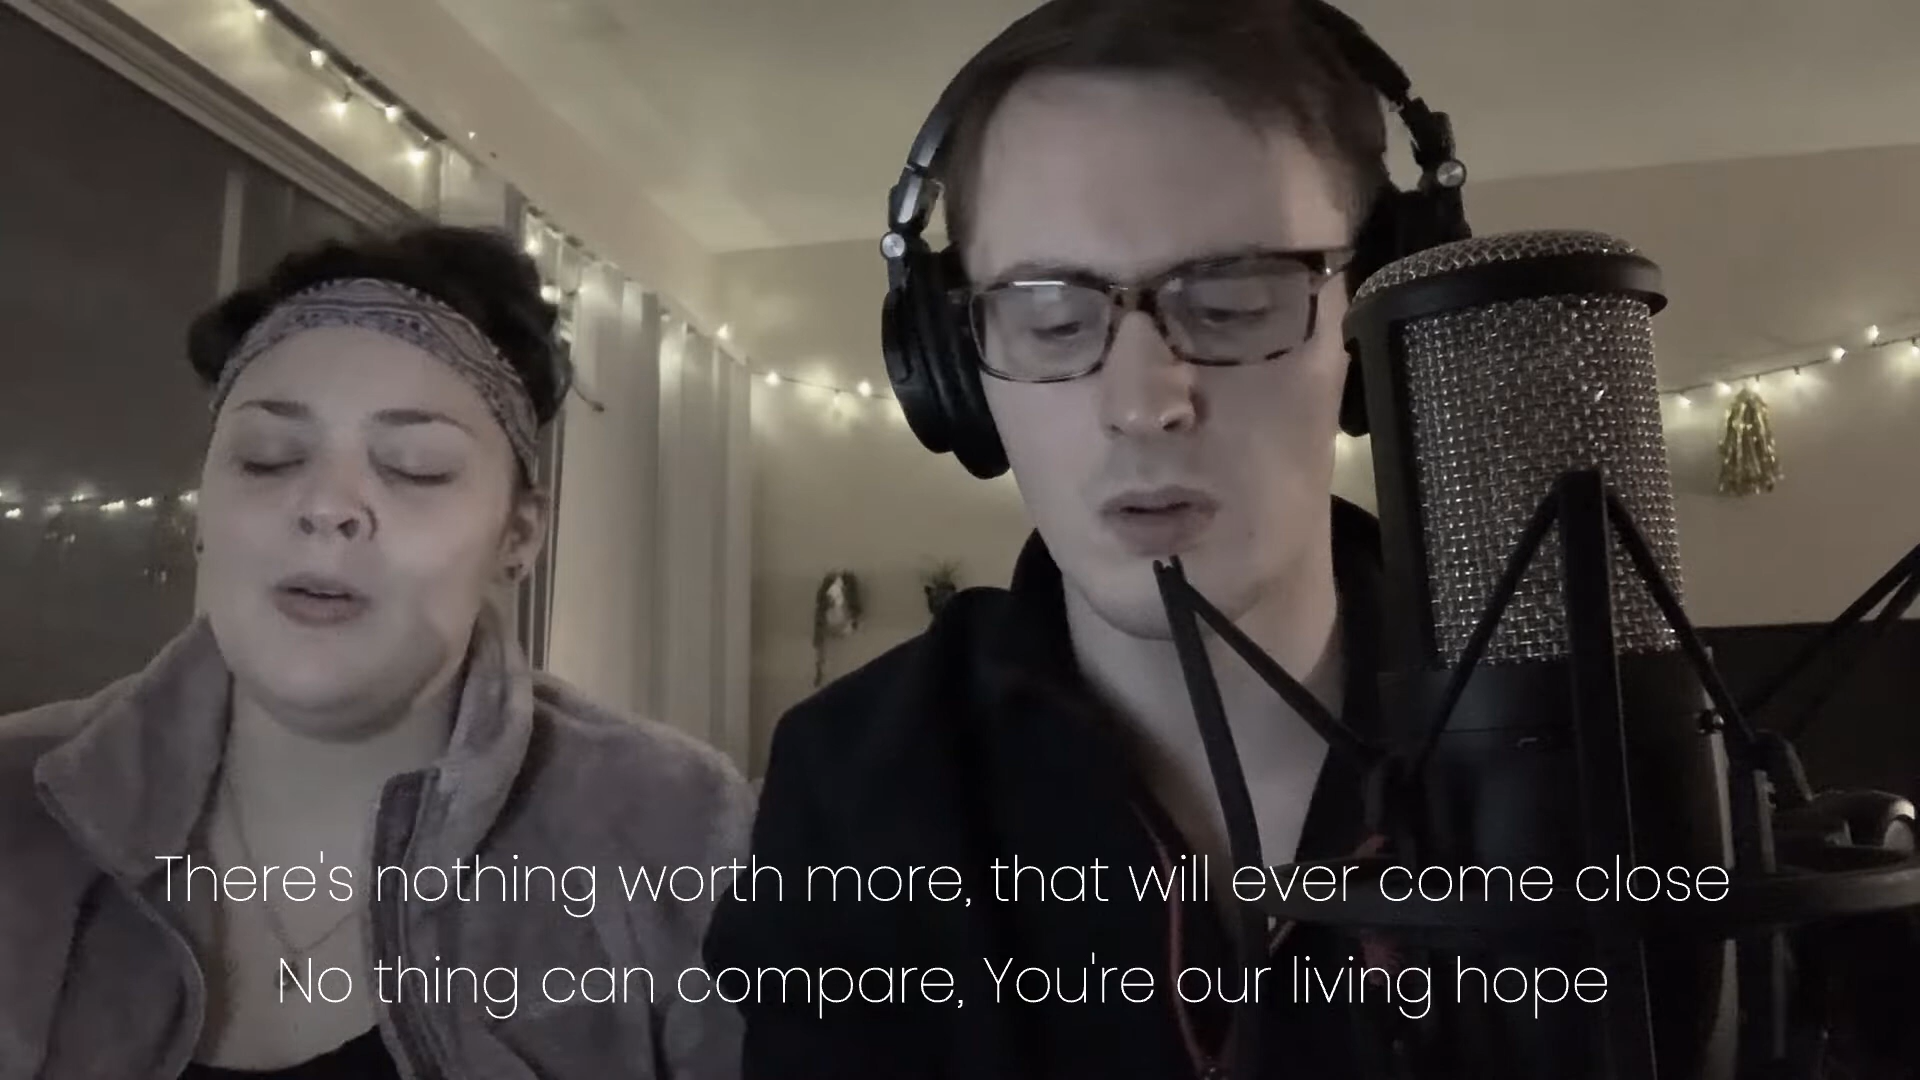 There's nothing worth more, that will ever come close
No thing can compare, You're our living hope